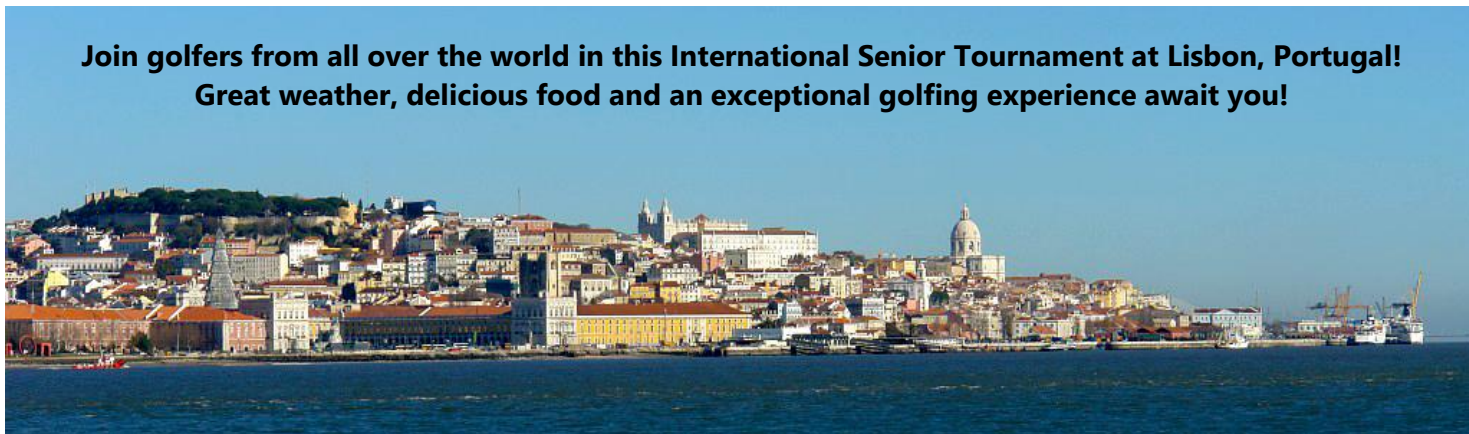 Join golfers from all over the world in this International Senior Tournament at Lisbon, Portugal!
Great weather, delicious food and an exceptional golfing experience await you!